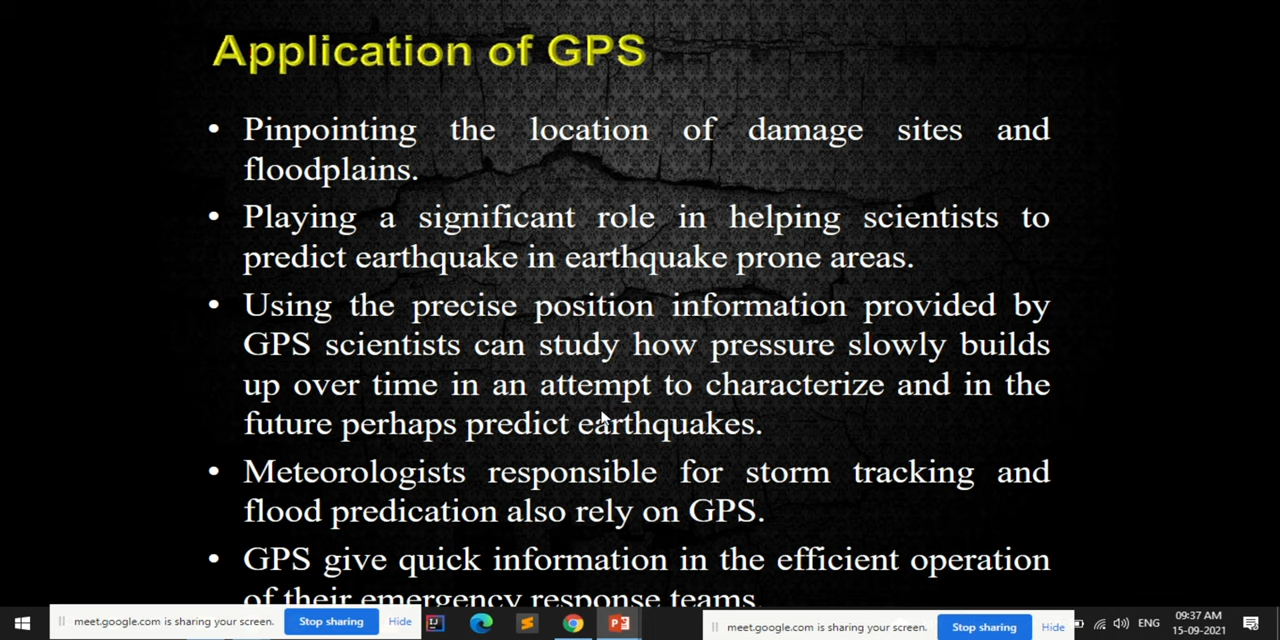 Application of GPS
• Pinpointing the location of damage sites and
floodplains.
• Playing a significant role in helping scientists to
predict earthquake in earthquake prone areas.
• Using the precise position information provided by
GPS scientists can study how pressure slowly builds
up over time in an attempt to characterize and in the
future perhaps predict earthquakes.
• Meteorologists responsible for storm tracking and
flood predication also rely on GPS.
• GPS give quick information in the efficient operation
of their emergency response teams.
meet.google.com is sharing your screen. Stop sharing Hide
meet.google.com is sharing your screen. Stop sharing Hide
ENG
09:37 AM
15-09-2021